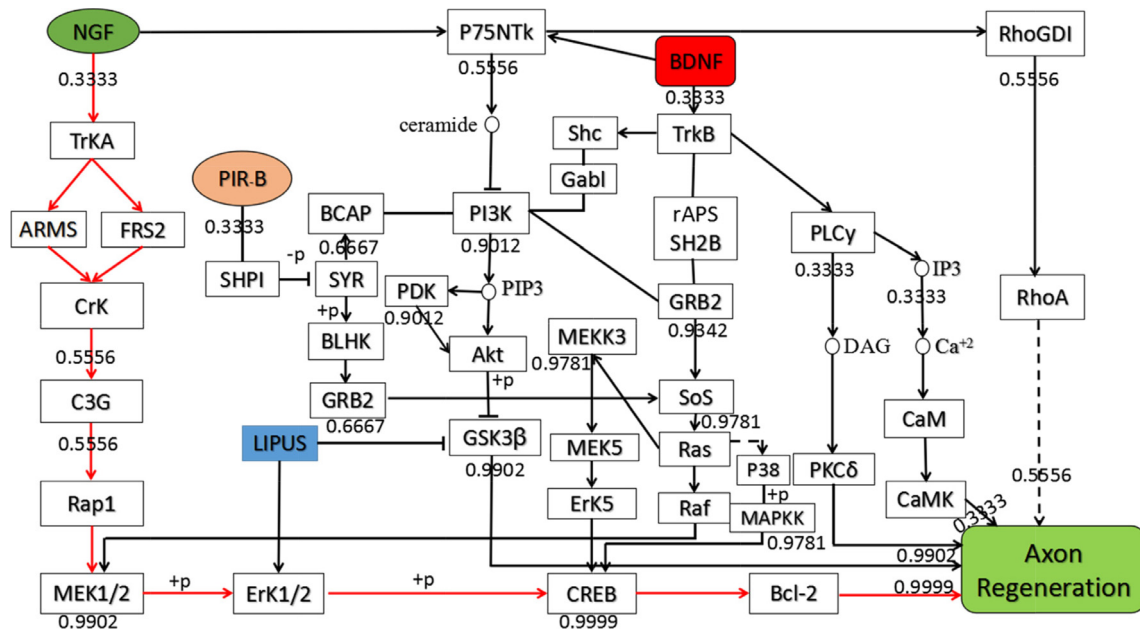 NGF
P75NTk
RhoGDI
BDNF
0.3333
0.5556
0.3333
0.5556
TrKA
ceramide
Shc
TrkB
PIR-B
Gabl
ARMS
FRS2
BCAP
PI3K
rAPS
SH2B
PLCγ
0.3333
0.6667
0.9012
0.3333
IP3
-p
SHPI
SYR
PDK
PIP3
GRB2
0.3333
RhoA
CrK
+p
0.9012
0.9342
BLHK
Akt
MEKK3
DAG
Ca+2
0.5556
+p
0.9781
C3G
GRB2
SoS
CaM
0.6667
0.9781
LIPUS
GSK3β
MEK5
Ras
0.5556
0.9902
P38
PKCδ
0.5556
Rap1
ErK5
Raf
+p
MAPKK
CaMK
0.3333
0.9781
0.9902
Axon
Regeneration
MEK1/2
+p
ErK1/2
+p
CREB
Bcl-2
0.9999
0.9902
0.9999